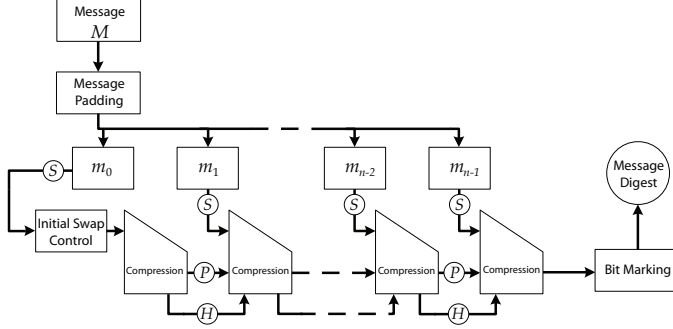 Message
M
Message
Padding
m0
m1
mn-2
mn-1
S
S
S
S
Message
Digest
Initial Swap
Control
Compression
P
Compression
Compression
P
Compression
Bit Marking
H
H